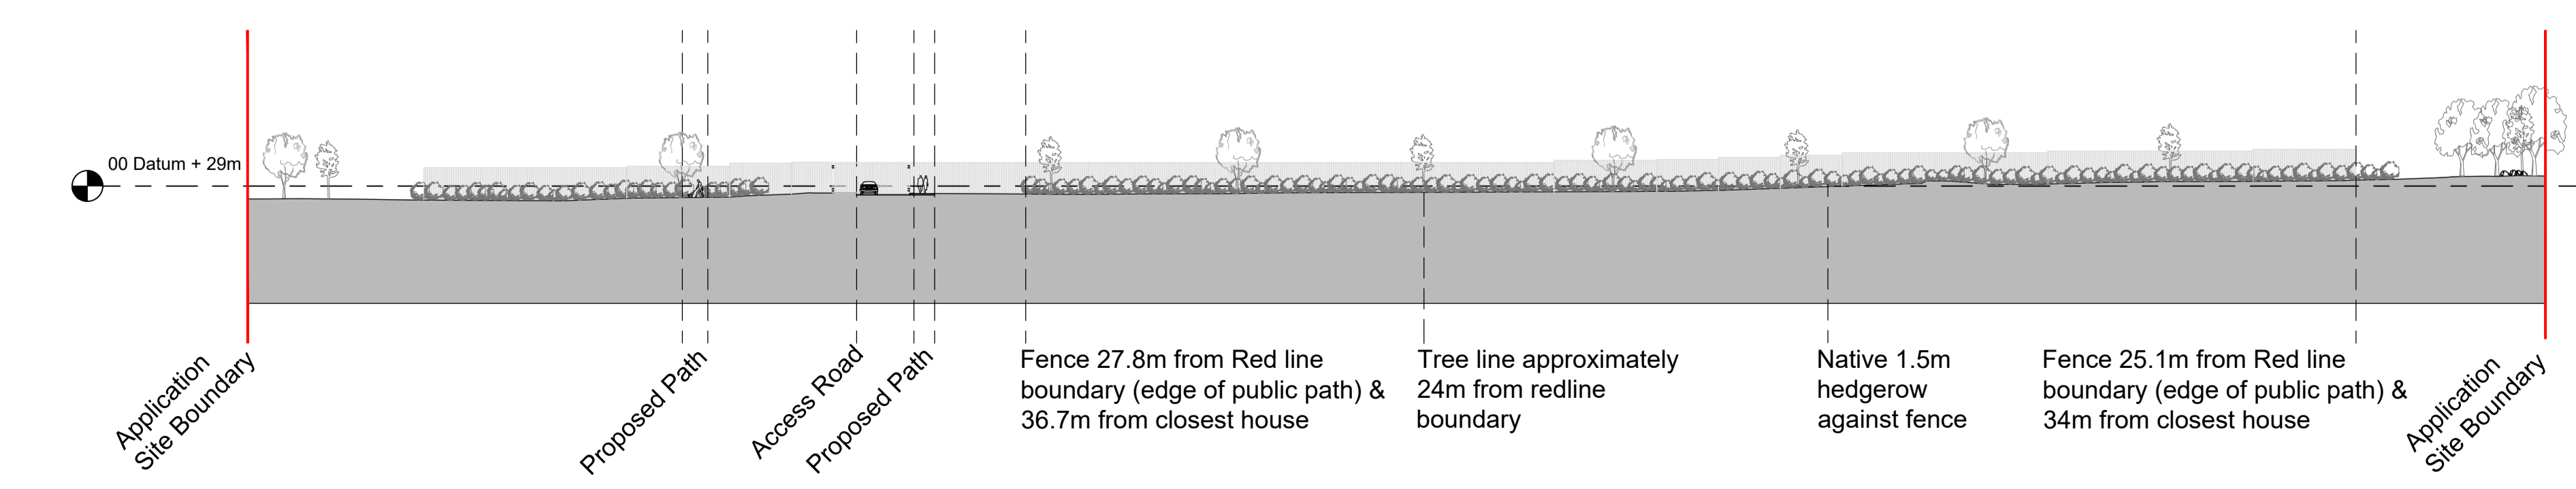 00 Datum + 29m
Application
Site Boundary
Proposed Path
Access Road
Proposed Path
Fence 27.8m from Red line
boundary (edge of public path) &
36.7m from closest house
Tree line approximately
24m from redline
boundary
Native 1.5m
hedgerow
against fence
Fence 25.1m from Red line
boundary (edge of public path) &
34m from closest house
Application
Site Boundary